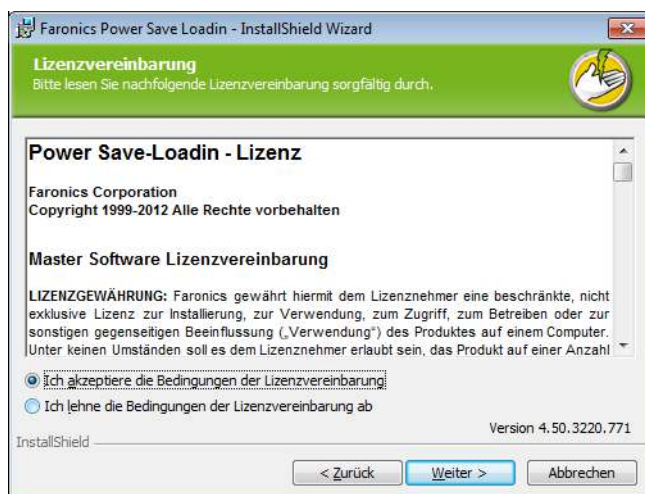 Faronics Power Save Loadin - InstallShield Wizard
Lizenzvereinbarung
Bitte lesen Sie nachfolgende Lizenzvereinbarung sorgfältig durch.
Power Save-Loadin - Lizenz
Faronics Corporation
Copyright 1999-2012 Alle Rechte vorbehalten
Master Software Lizenzvereinbarung
LIZENZGEWÄHRUNG: Faronics gewährt hiermit dem Lizenznehmer eine beschränkte, nicht
exklusive Lizenz zur Installierung, zur Verwendung, zum Zugriff, zum Betreiben oder zur
sonstigen gegenseitigen Beeinflussung („Verwendung“) des Produktes auf einem Computer.
Unter keinen Umständen soll es dem Lizenznehmer erlaubt sein, das Produkt auf einer Anzahl
Ich akzeptiere die Bedingungen der Lizenzvereinbarung
Ich lehne die Bedingungen der Lizenzvereinbarung ab
Version 4.50.3220.771
InstallShield
< Zurück Weiter > Abbrechen